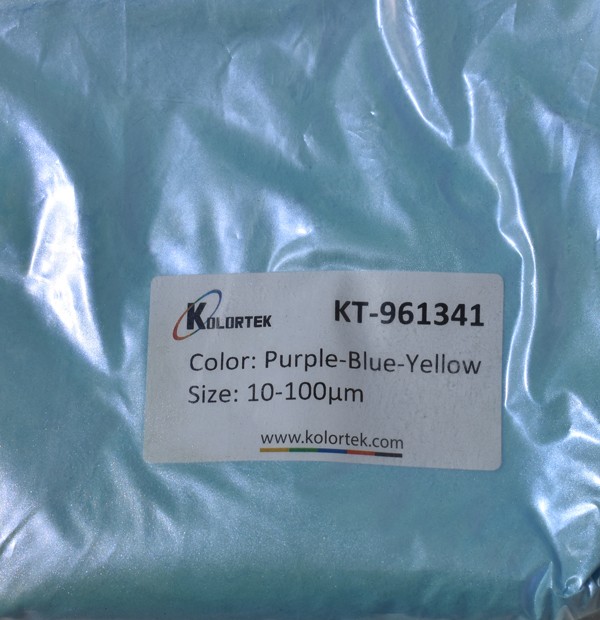 KOLORTEK KT-961341
Color: Purple-Blue-Yellow
Size: 10-100µm
www.kolortek.com